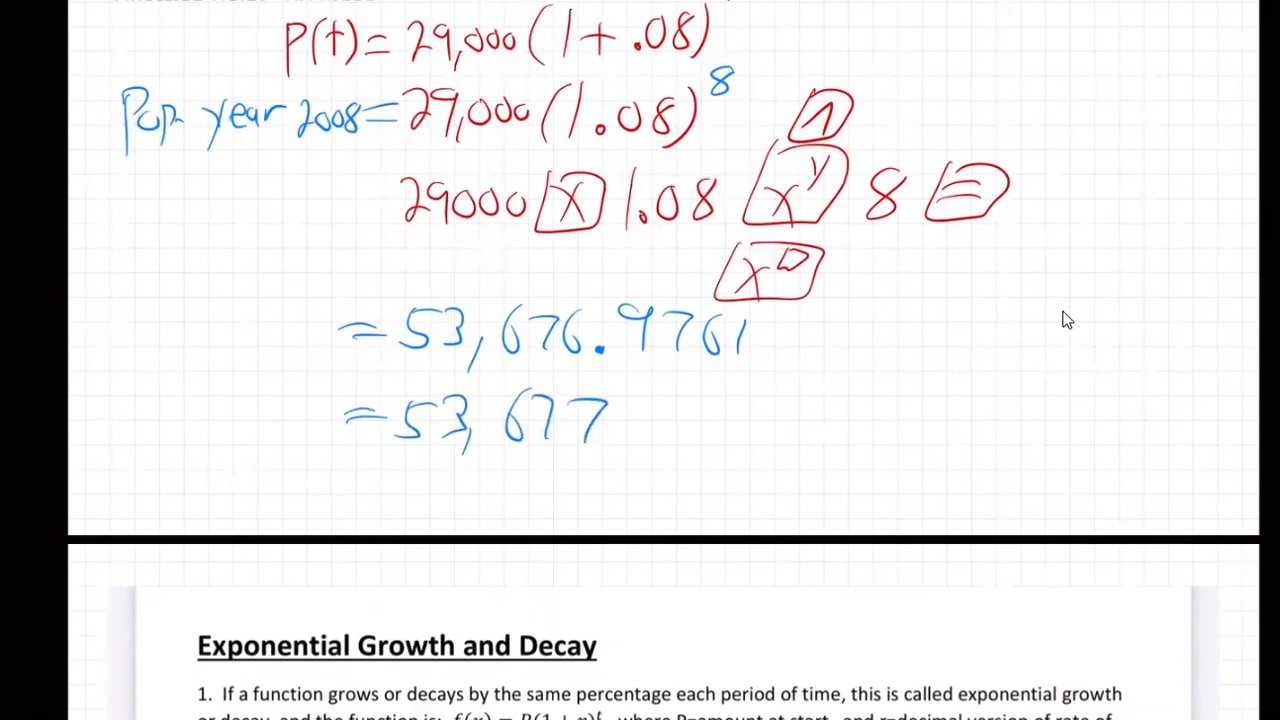 P(t) = 29,000(1 + .08)
Pop year 2008 = 29,000(1.08)^8
^
29000 [X] 1.08 [x^y] 8 [=]
[x^□]
= 53,676.9761
= 53,677
Exponential Growth and Decay
1. If a function grows or decays by the same percentage each period of time, this is called exponential growth